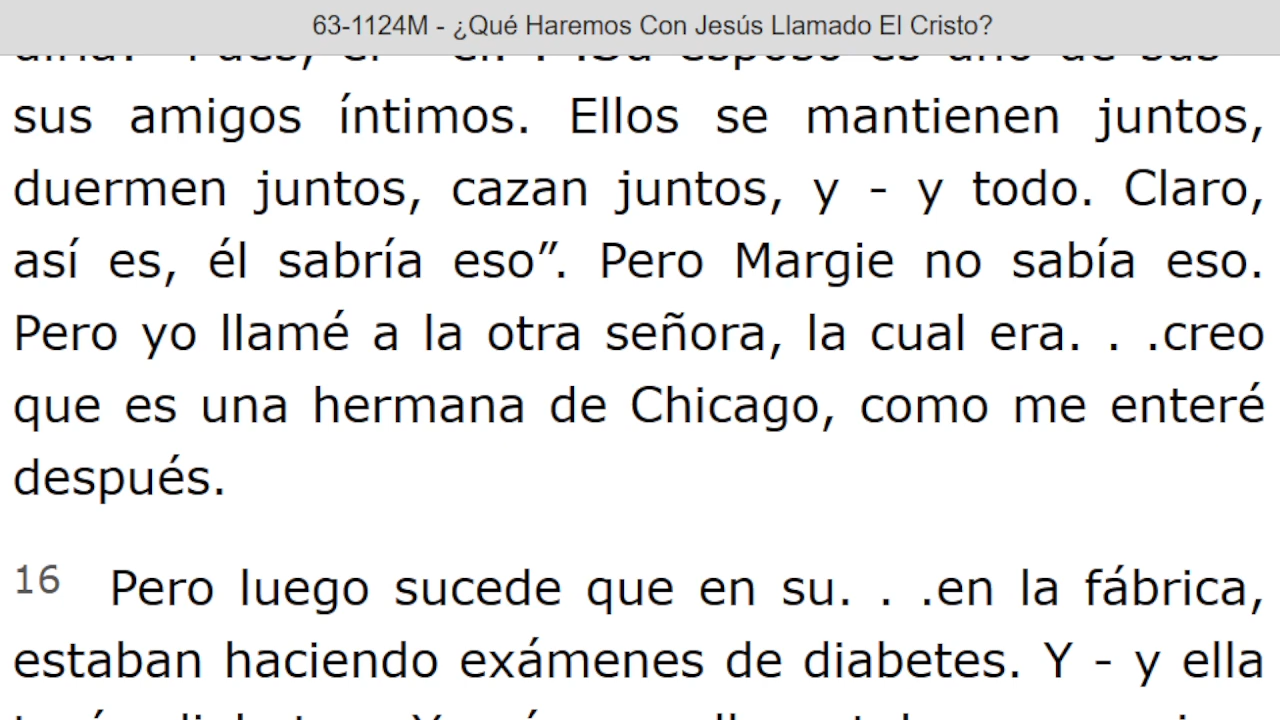 63-1124M - ¿Qué Haremos Con Jesús Llamado El Cristo?
sus amigos íntimos. Ellos se mantienen juntos,
duermen juntos, cazan juntos, y - y todo. Claro,
así es, él sabría eso”. Pero Margie no sabía eso.
Pero yo llamé a la otra señora, la cual era. . .creo
que es una hermana de Chicago, como me enteré
después.
16 Pero luego sucede que en su. . .en la fábrica,
estaban haciendo exámenes de diabetes. Y - y ella